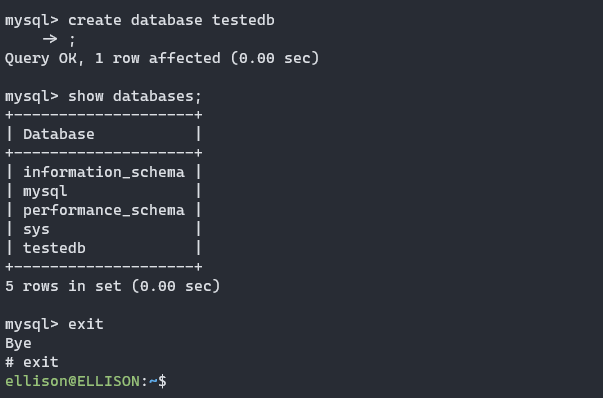 mysql> create database testedb
    -> ;
Query OK, 1 row affected (0.00 sec)
mysql> show databases;
+--------------------+
| Database           |
+--------------------+
| information_schema |
| mysql              |
| performance_schema |
| sys                |
| testedb            |
+--------------------+
5 rows in set (0.00 sec)
mysql> exit
Bye
# exit
ellison@ELLISON:~$